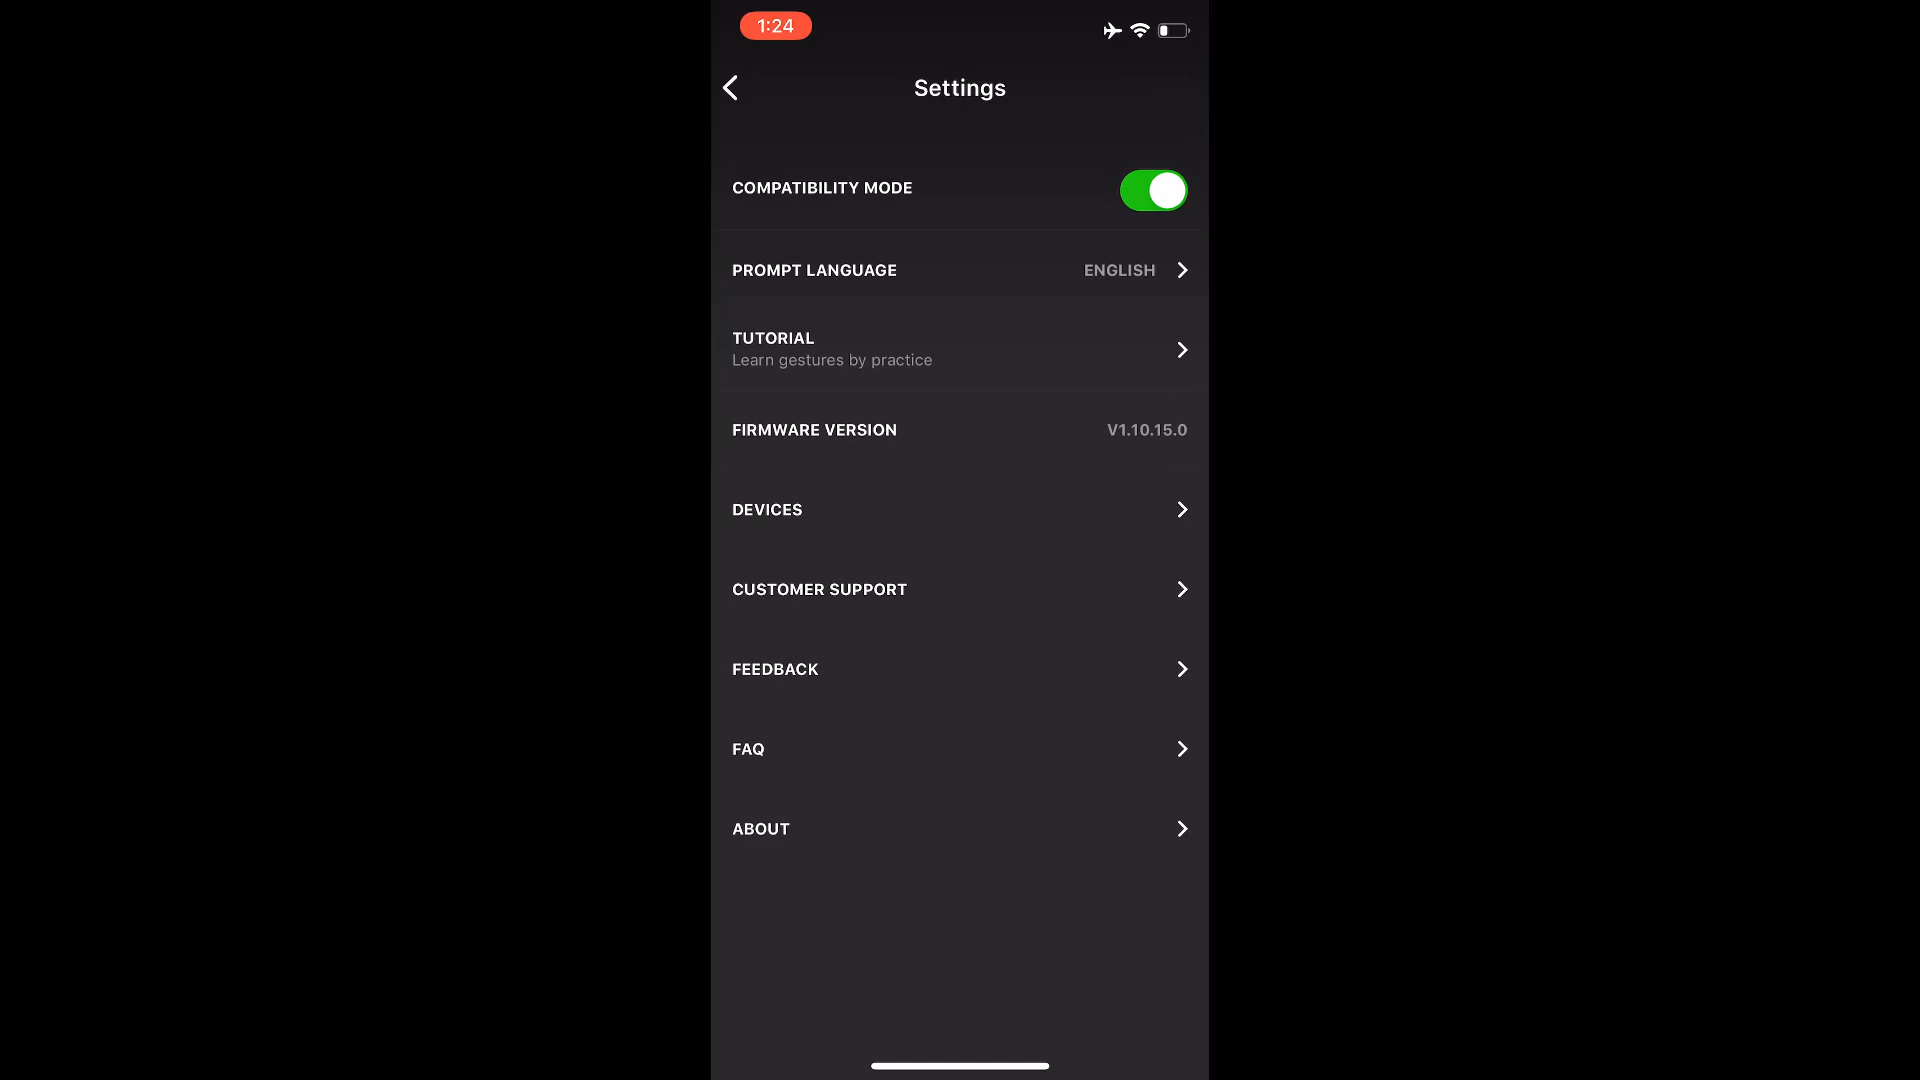 1:24
Settings
COMPATIBILITY MODE
PROMPT LANGUAGE ENGLISH
TUTORIAL
Learn gestures by practice
FIRMWARE VERSION V1.10.15.0
DEVICES
CUSTOMER SUPPORT
FEEDBACK
FAQ
ABOUT